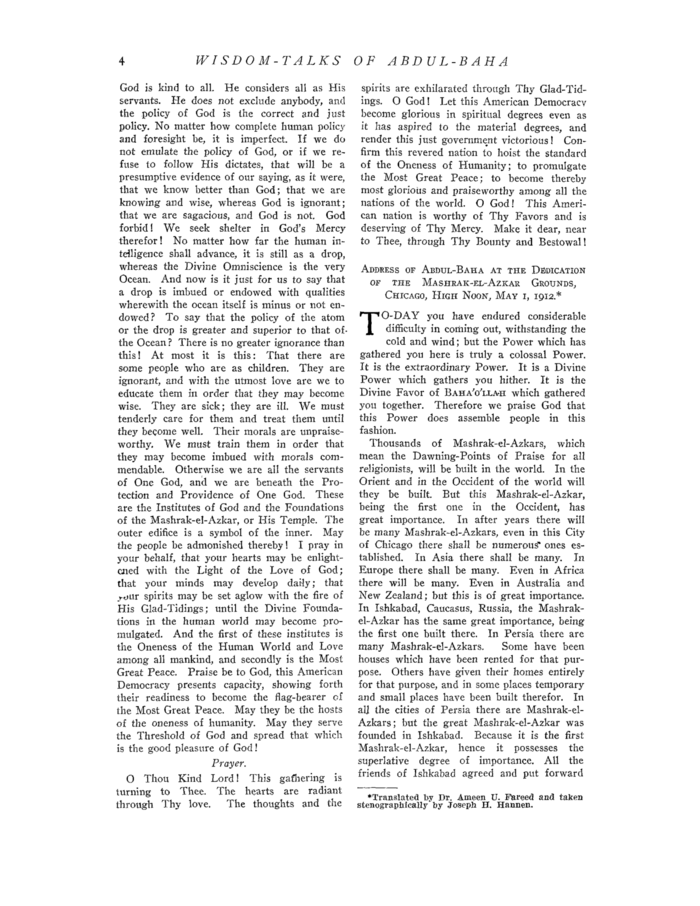 4
WISDOM-TALKS OF ABDUL-BAHA
God is kind to all. He considers all as His
servants. He does not exclude anybody, and
the policy of God is the correct and just
policy. No matter how complete human policy
and foresight be, it is imperfect. If we do
not emulate the policy of God, or if we re-
fuse to follow His dictates, that will be a
presumptive evidence of our saying, as it were,
that we know better than God; that we are
knowing and wise, whereas God is ignorant;
that we are sagacious, and God is not. God
forbid! We seek shelter in God's Mercy
therefor! No matter how far the human in-
telligence shall advance, it is still as a drop,
whereas the Divine Omniscience is the very
Ocean. And now is it just for us to say that
a drop is imbued or endowed with qualities
wherewith the ocean itself is minus or not en-
dowed? To say that the policy of the atom
or the drop is greater and superior to that of
the Ocean? There is no greater ignorance than
this! At most it is this: That there are
some people who are as children. They are
ignorant, and with the utmost love are we to
educate them in order that they may become
wise. They are sick; they are ill. We must
tenderly care for them and treat them until
they become well. Their morals are unpraise-
worthy. We must train them in order that
they may become imbued with morals com-
mendable. Otherwise we are all the servants
of One God, and we are beneath the Pro-
tection and Providence of One God. These
are the Institutes of God and the Foundations
of the Mashrak-el-Azkar, or His Temple. The
outer edifice is a symbol of the inner. May
the people be admonished thereby! I pray in
your behalf, that your hearts may be enlight-
ened with the Light of the Love of God;
that your minds may develop daily; that
your spirits may be set aglow with the fire of
His Glad-Tidings; until the Divine Founda-
tions in the human world may become pro-
mulgated. And the first of these institutes is
the Oneness of the Human World and Love
among all mankind, and secondly is the Most
Great Peace. Praise be to God, this American
Democracy presents capacity, showing forth
their readiness to become the flag-bearer of
the Most Great Peace. May they be the hosts
of the oneness of humanity. May they serve
the Threshold of God and spread that which
is the good pleasure of God!
Prayer.
O Thou Kind Lord! This gathering is
turning to Thee. The hearts are radiant
through Thy love. The thoughts and the
spirits are exhilarated through Thy Glad-Tid-
ings. O God! Let this American Democracy
become glorious in spiritual degrees even as
it has aspired to the material degrees, and
render this just government victorious! Con-
firm this revered nation to hoist the standard
of the Oneness of Humanity; to promulgate
the Most Great Peace; to become thereby
most glorious and praiseworthy among all the
nations of the world. O God! This Ameri-
can nation is worthy of Thy Favors and is
deserving of Thy Mercy. Make it dear, near
to Thee, through Thy Bounty and Bestowal!
ADDRESS OF ABDUL-BAHA AT THE DEDICATION
OF THE MASHRAK-EL-AZKAR GROUNDS,
CHICAGO, HIGH NOON, MAY 1, 1912.*
TO-DAY you have endured considerable
difficulty in coming out, withstanding the
cold and wind; but the Power which has
gathered you here is truly a colossal Power.
It is the extraordinary Power. It is a Divine
Power which gathers you hither. It is the
Divine Favor of BAHA'O'LLAH which gathered
you together. Therefore we praise God that
this Power does assemble people in this
fashion.
Thousands of Mashrak-el-Azkars, which
mean the Dawning-Points of Praise for all
religionists, will be built in the world. In the
Orient and in the Occident of the world will
they be built. But this Mashrak-el-Azkar,
being the first one in the Occident, has
great importance. In after years there will
be many Mashrak-el-Azkars, even in this City
of Chicago there shall be numerous ones es-
tablished. In Asia there shall be many. In
Europe there shall be many. Even in Africa
there will be many. Even in Australia and
New Zealand; but this is of great importance.
In Ishkabad, Caucasus, Russia, the Mashrak-
el-Azkar has the same great importance, being
the first one built there. In Persia there are
many Mashrak-el-Azkars. Some have been
houses which have been rented for that pur-
pose. Others have given their homes entirely
for that purpose, and in some places temporary
and small places have been built therefor. In
all the cities of Persia there are Mashrak-el-
Azkars; but the great Mashrak-el-Azkar was
founded in Ishkabad. Because it is the first
Mashrak-el-Azkar, hence it possesses the
superlative degree of importance. All the
friends of Ishkabad agreed and put forward
*Translated by Dr. Ameen U. Fareed and taken
stenographically by Joseph H. Hannen.